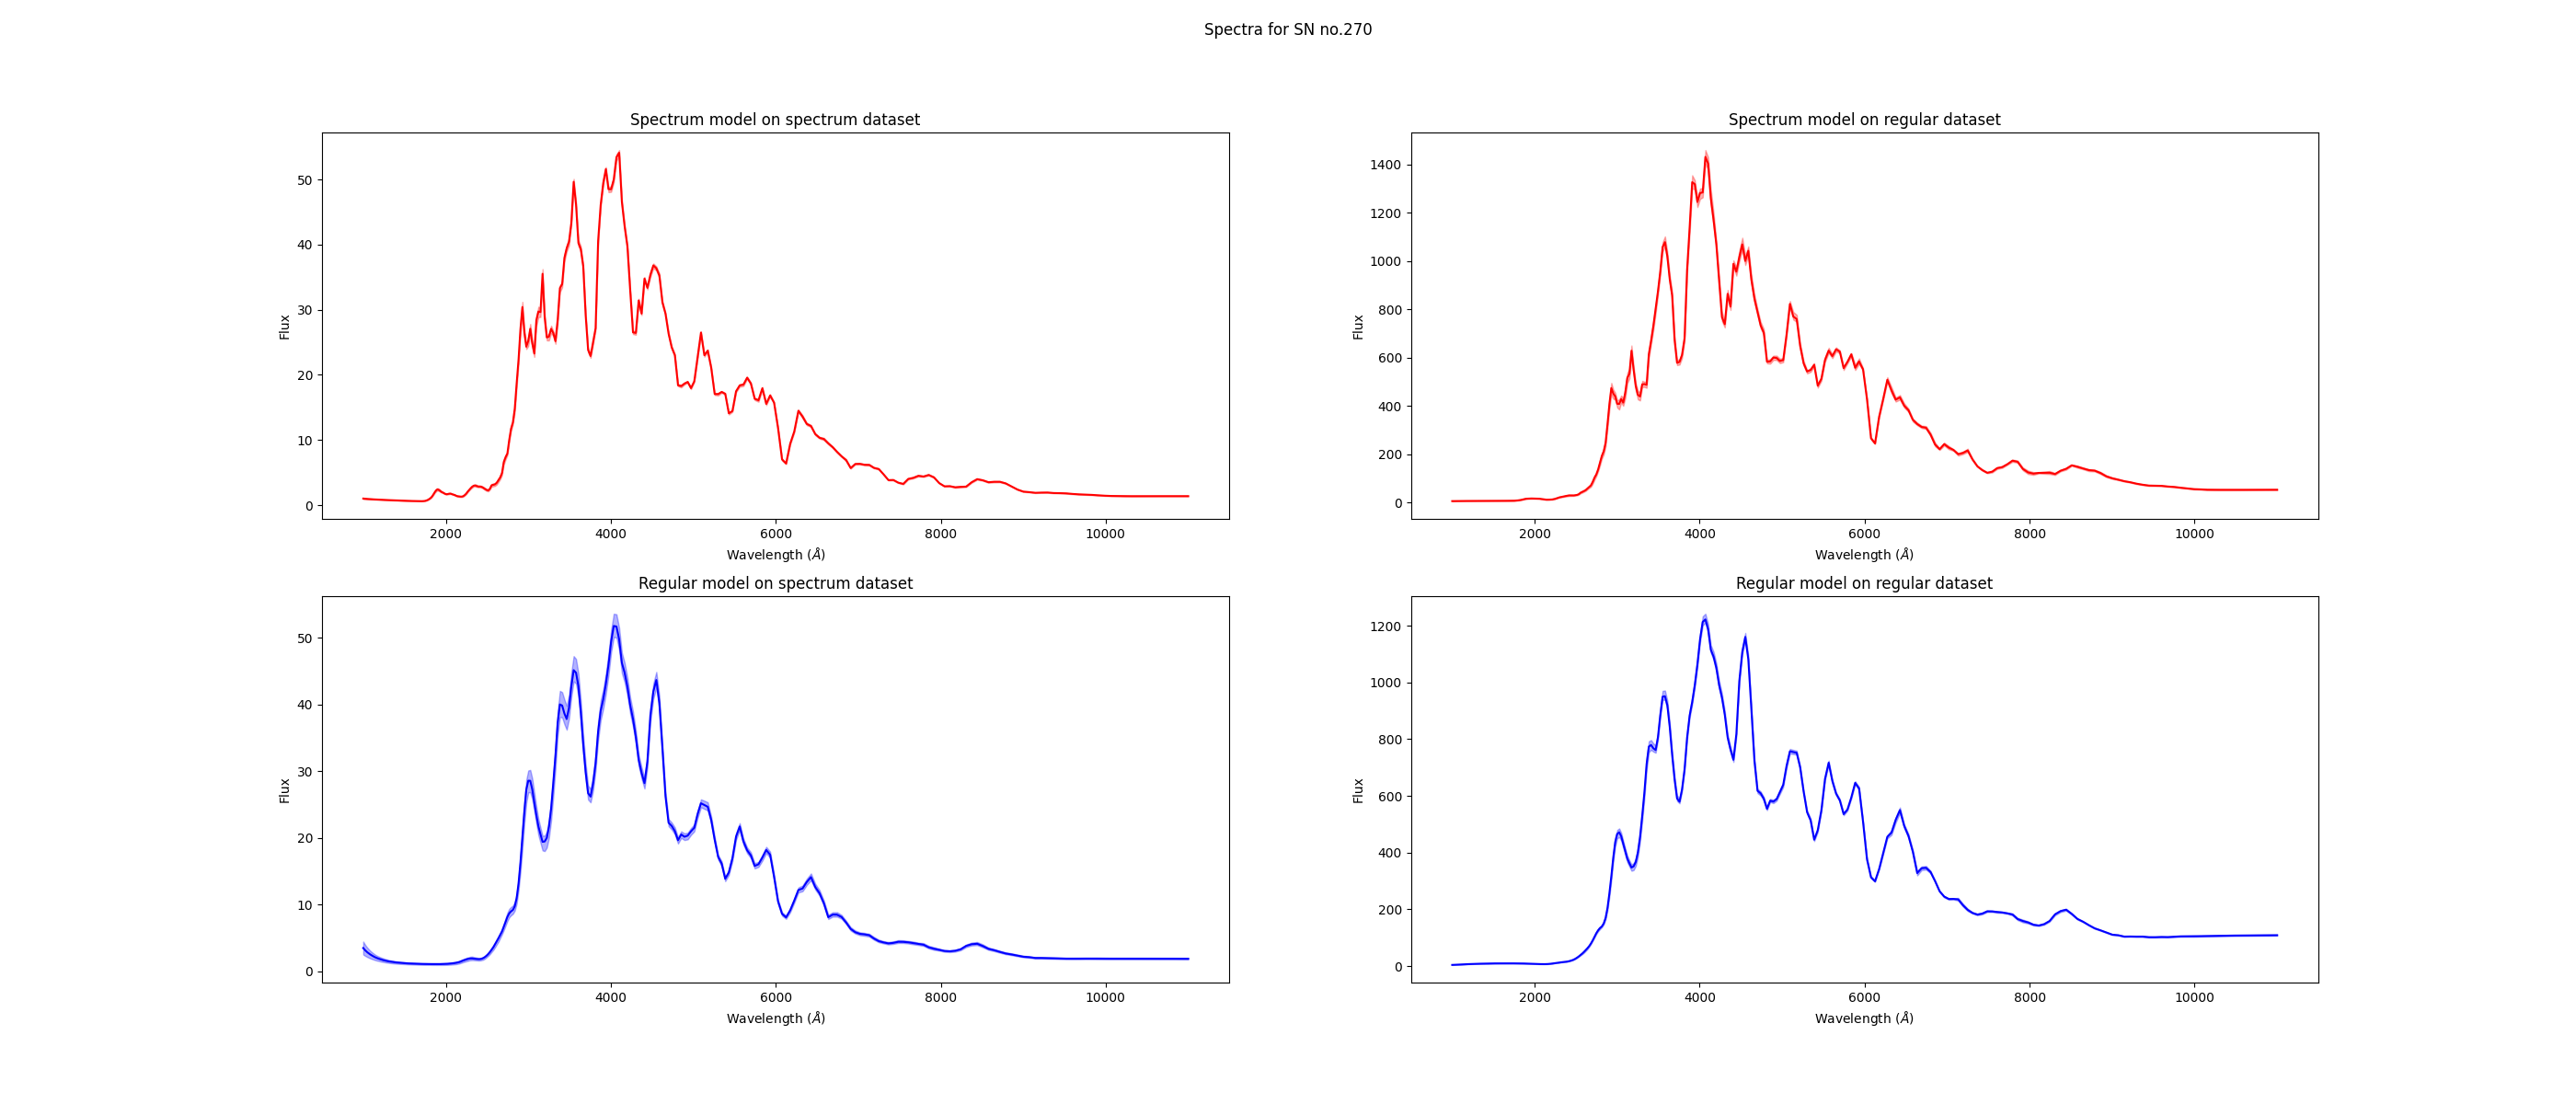 Spectra for SN no.270
Spectrum model on spectrum dataset
Flux
50
40
30
20
10
0
2000 4000 6000 8000 10000
Wavelength (Å)
Spectrum model on regular dataset
Flux
1400
1200
1000
800
600
400
200
0
2000 4000 6000 8000 10000
Wavelength (Å)
Regular model on spectrum dataset
Flux
50
40
30
20
10
0
2000 4000 6000 8000 10000
Wavelength (Å)
Regular model on regular dataset
Flux
1200
1000
800
600
400
200
0
2000 4000 6000 8000 10000
Wavelength (Å)